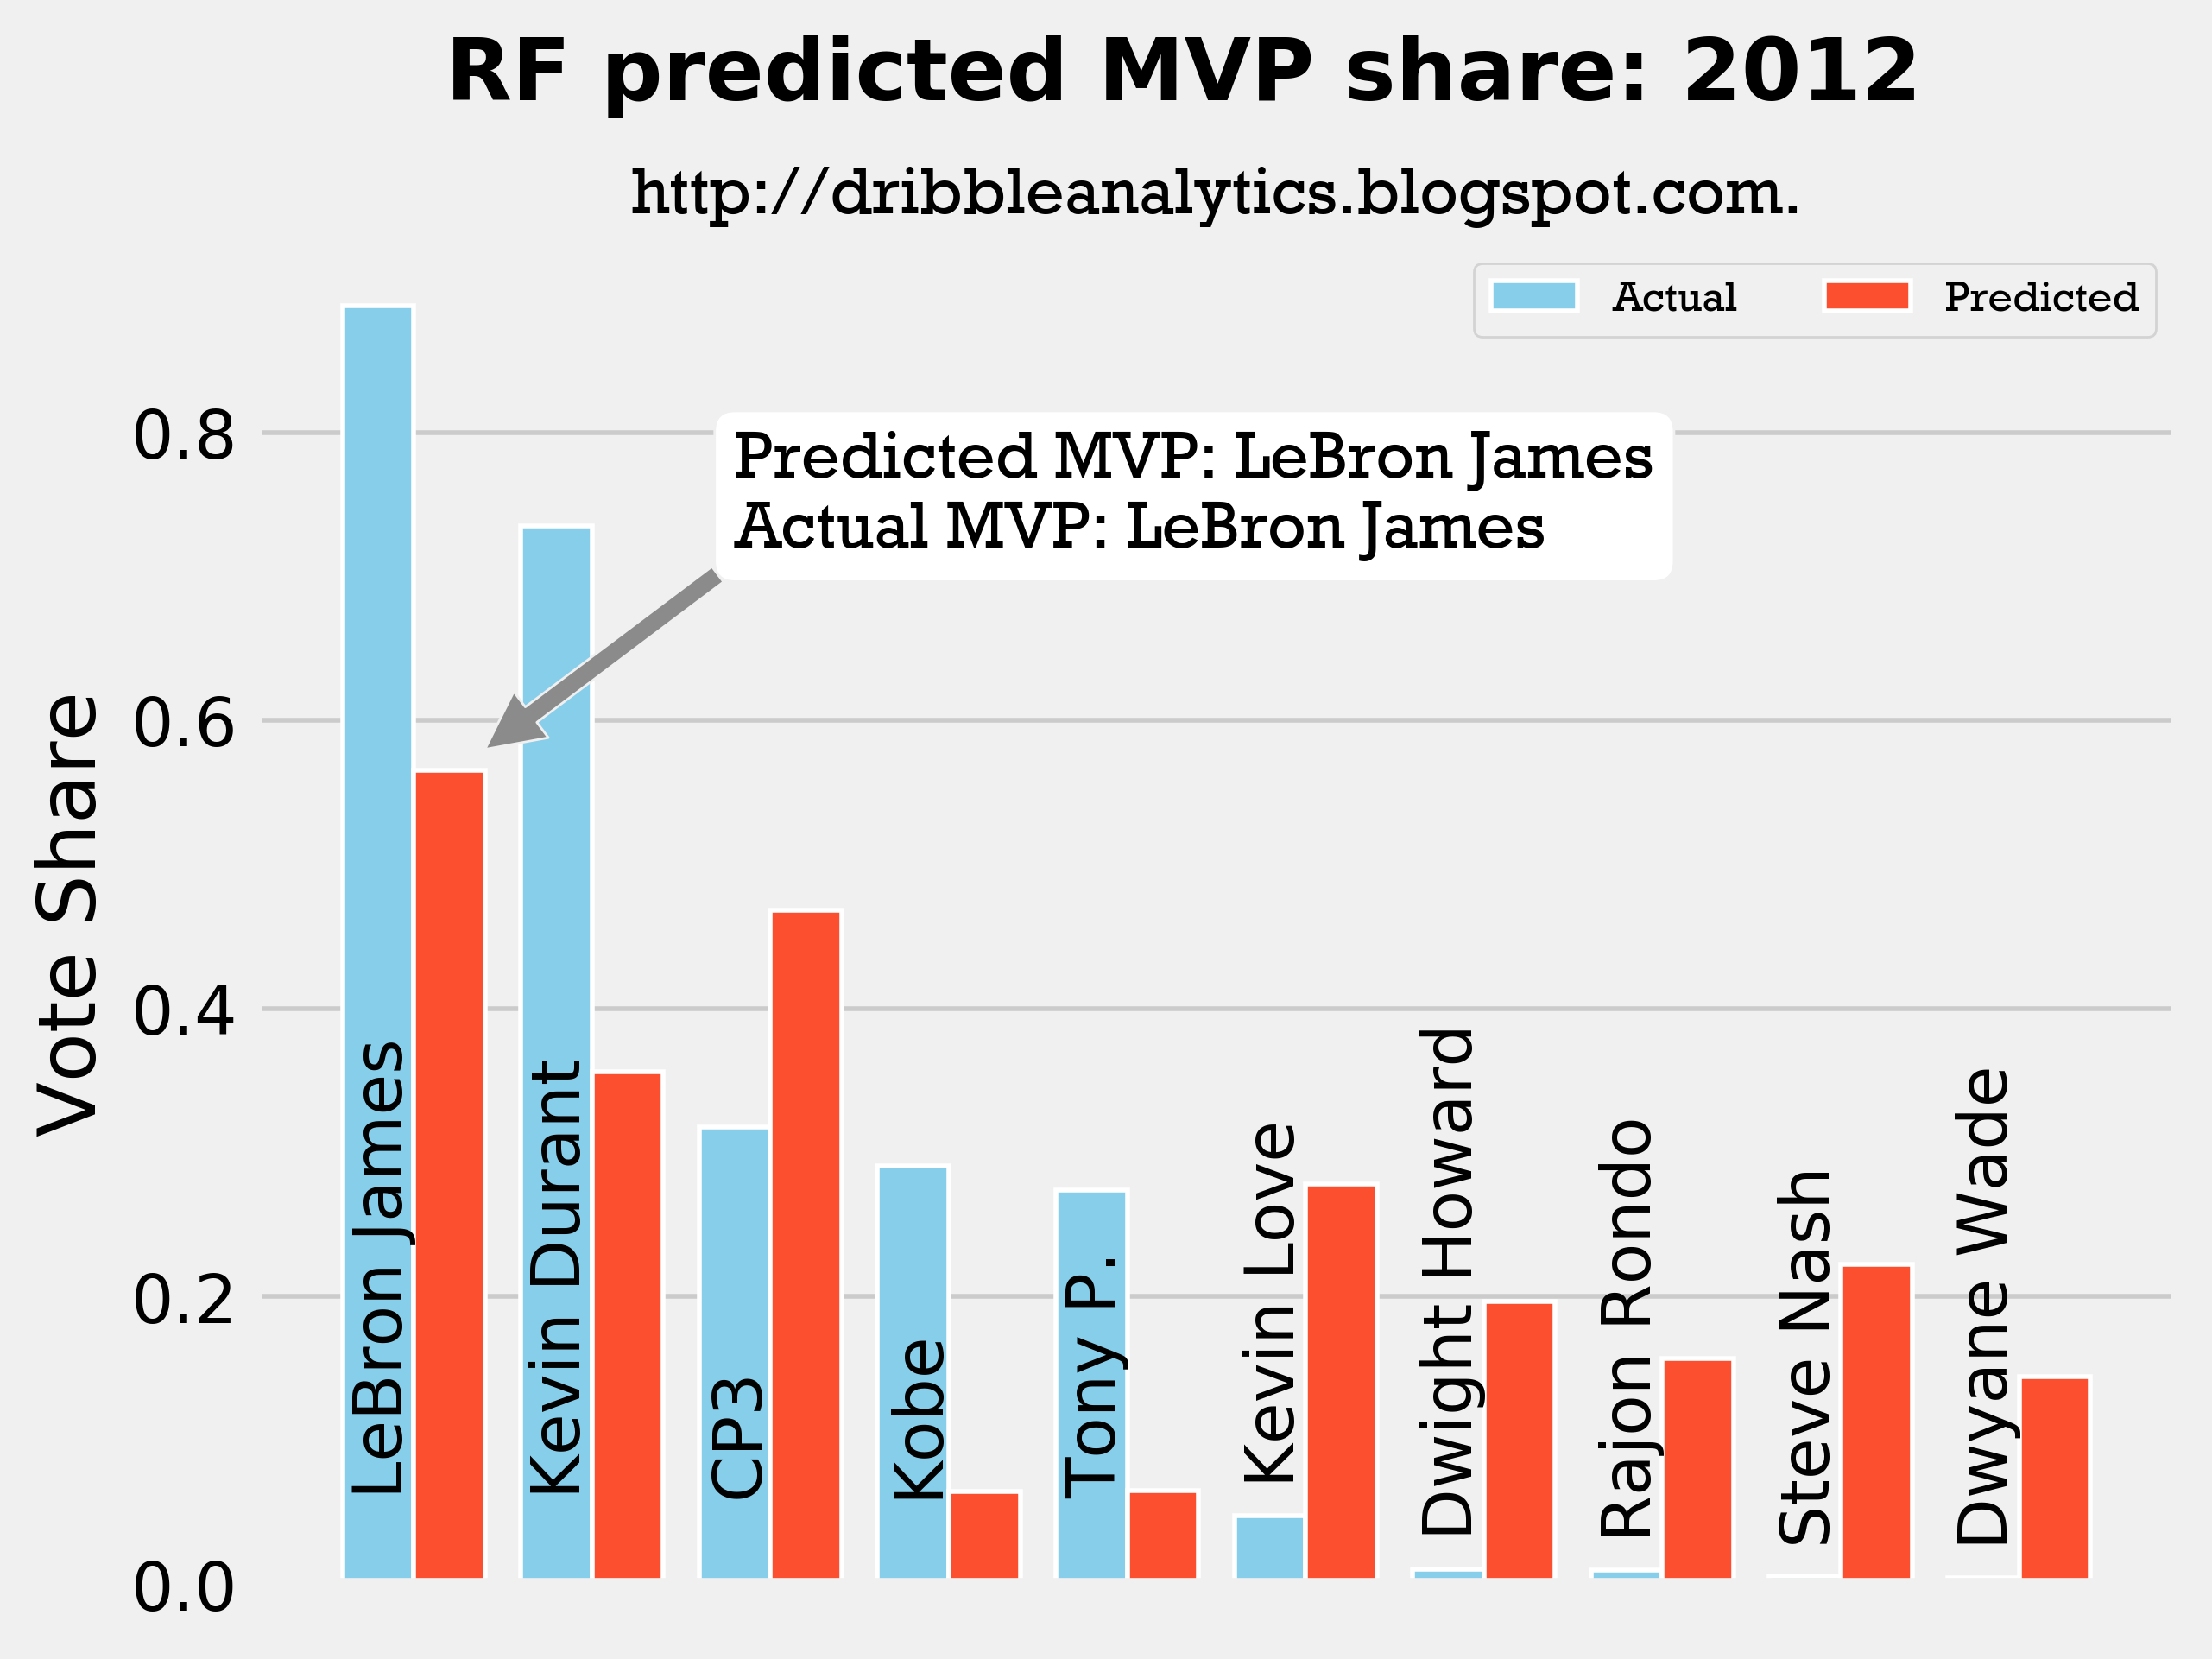 RF predicted MVP share: 2012
http://dribbleanalytics.blogspot.com.
Actual
Predicted
Predicted MVP: LeBron James
Actual MVP: LeBron James
Vote Share
0.8
0.6
0.4
0.2
0.0
LeBron James
Kevin Durant
CP3
Kobe
Tony P.
Kevin Love
Dwight Howard
Rajon Rondo
Steve Nash
Dwyane Wade